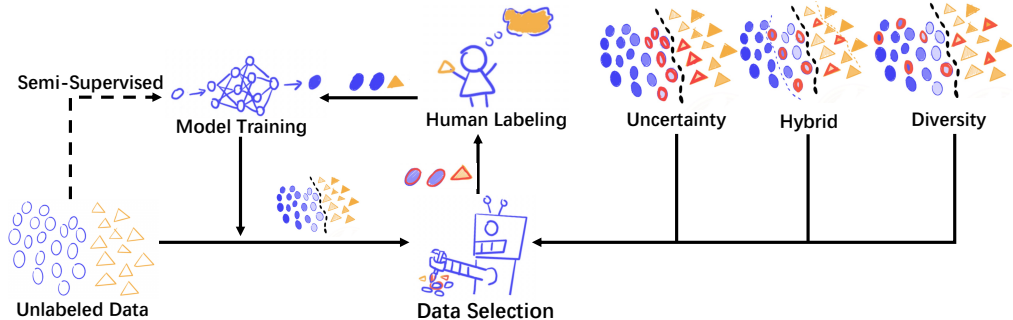 Semi-Supervised
Model Training
Human Labeling
Uncertainty
Hybrid
Diversity
Unlabeled Data
Data Selection